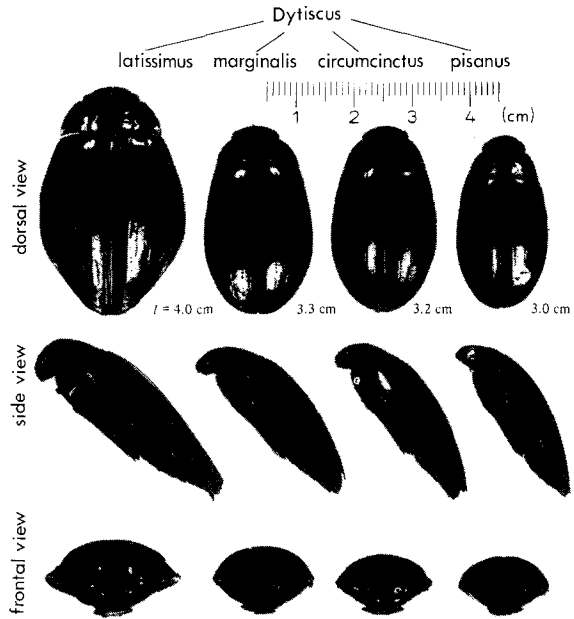 Dytiscus
latissimus marginalis circumcinctus pisanus
1 2 3 4 (cm)
dorsal view
l = 4.0 cm 3.3 cm 3.2 cm 3.0 cm
side view
frontal view